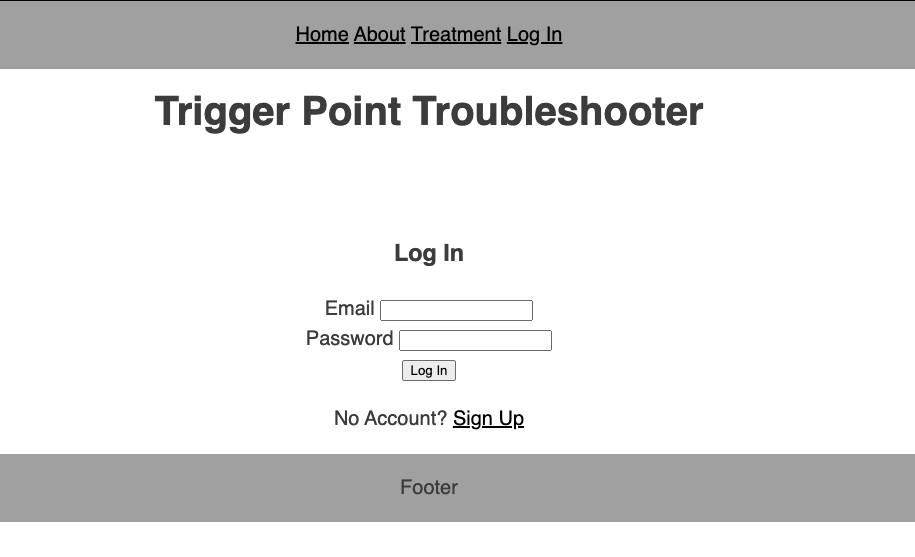 Home About Treatment Log In
Trigger Point Troubleshooter
Log In
Email
Password
Log In
No Account? Sign Up
Footer